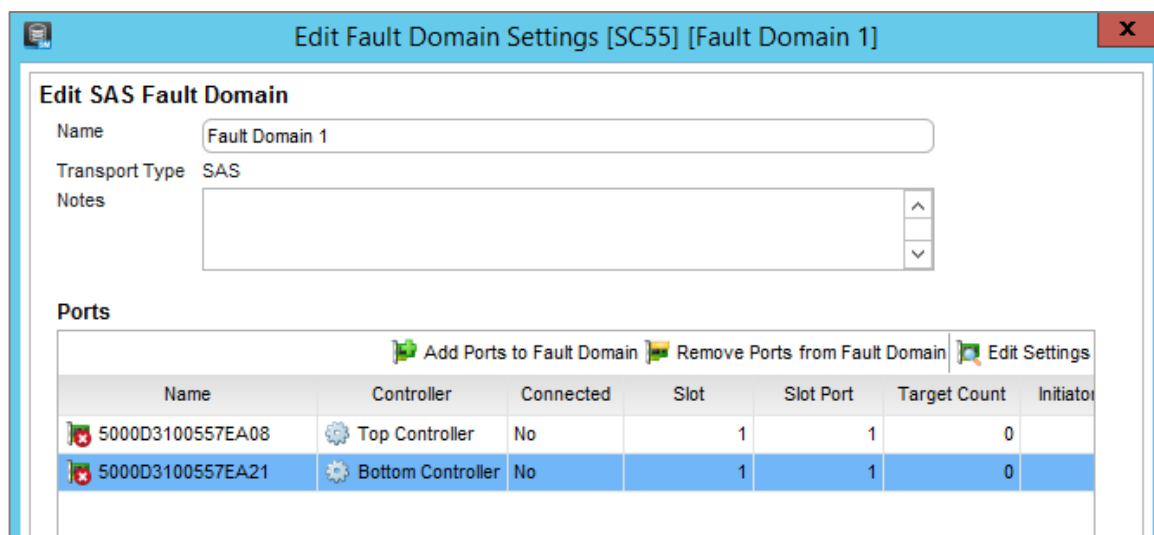 Edit Fault Domain Settings [SC55] [Fault Domain 1]
x
Edit SAS Fault Domain
Name Fault Domain 1
Transport Type SAS
Notes
Ports
Add Ports to Fault Domain Remove Ports from Fault Domain Edit Settings
Name Controller Connected Slot Slot Port Target Count Initiator
5000D3100557EA08 Top Controller No 1 1 0
5000D3100557EA21 Bottom Controller No 1 1 0